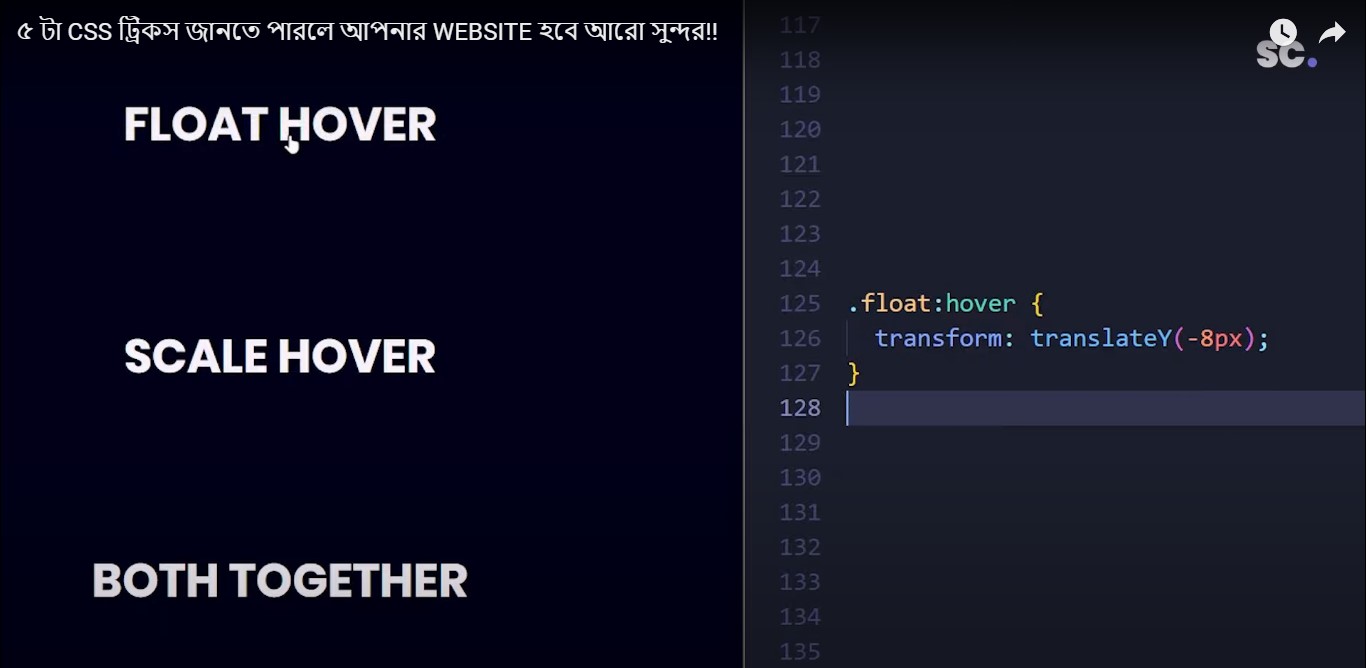 ৫ টা CSS ট্রিকস জানতে পারলে আপনার WEBSITE হবে আরো সুন্দর!!
sc.
FLOAT HOVER
SCALE HOVER
BOTH TOGETHER
117
118
119
120
121
122
123
124
125 .float:hover {
126 transform: translateY(-8px);
127 }
128
129
130
131
132
133
134
135